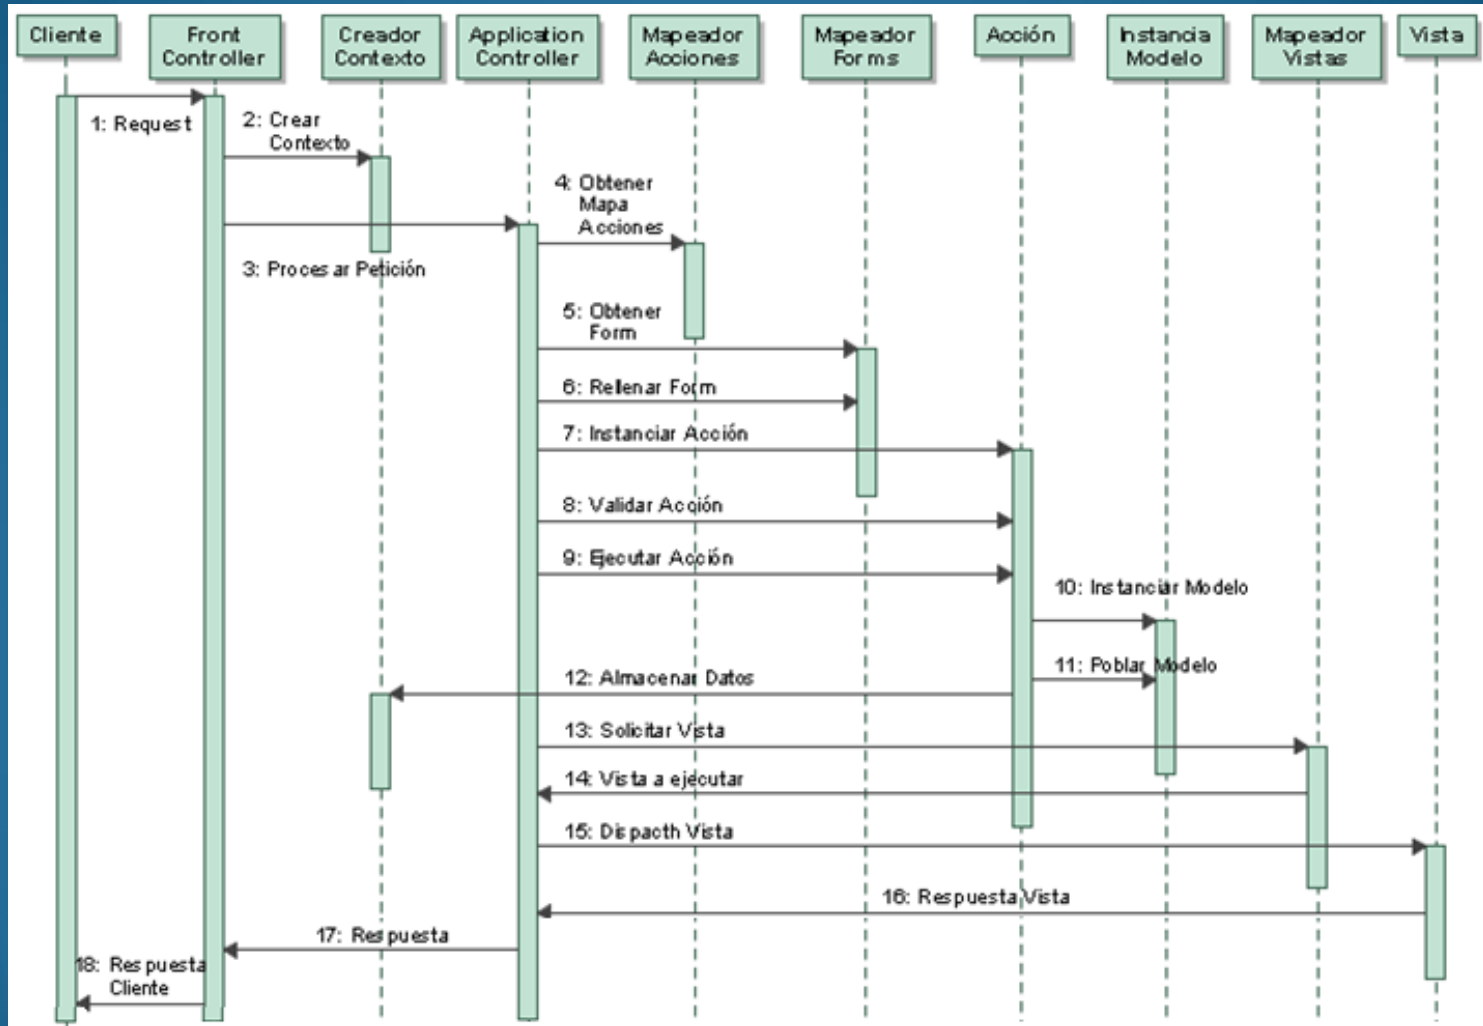 Cliente
Front
Controller
Creador
Contexto
Application
Controller
Mapeador
Acciones
Mapeador
Forms
Acción
Instancia
Modelo
Mapeador
Vistas
Vista
1: Request
2: Crear
Contexto
3: Procesar Petición
4: Obtener
Mapa
Acciones
5: Obtener
Form
6: Rellenar Form
7: Instanciar Acción
8: Validar Acción
9: Ejecutar Acción
10: Instanciar Modelo
11: Poblar Modelo
12: Almacenar Datos
13: Solicitar Vista
14: Vista a ejecutar
15: Dispacth Vista
16: Respuesta Vista
17: Respuesta
18: Respuesta
Cliente